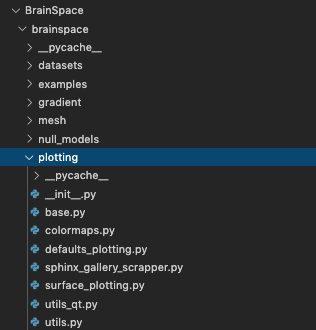 BrainSpace
brainspace
__pycache__
datasets
examples
gradient
mesh
null_models
plotting
__pycache__
__init__.py
base.py
colormaps.py
defaults_plotting.py
sphinx_gallery_scrapper.py
surface_plotting.py
utils_qt.py
utils.py